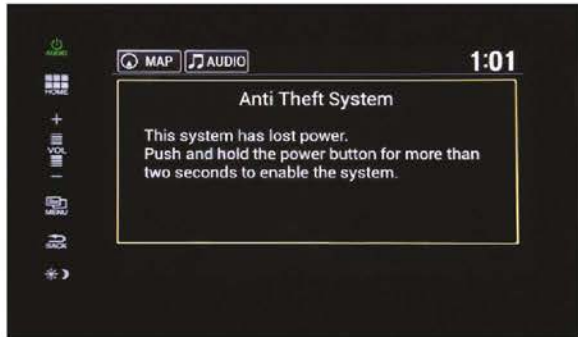 AUDIO
HOME
+
VOL
−
MENU
BACK
MAP
AUDIO
1:01
Anti Theft System
This system has lost power.
Push and hold the power button for more than
two seconds to enable the system.